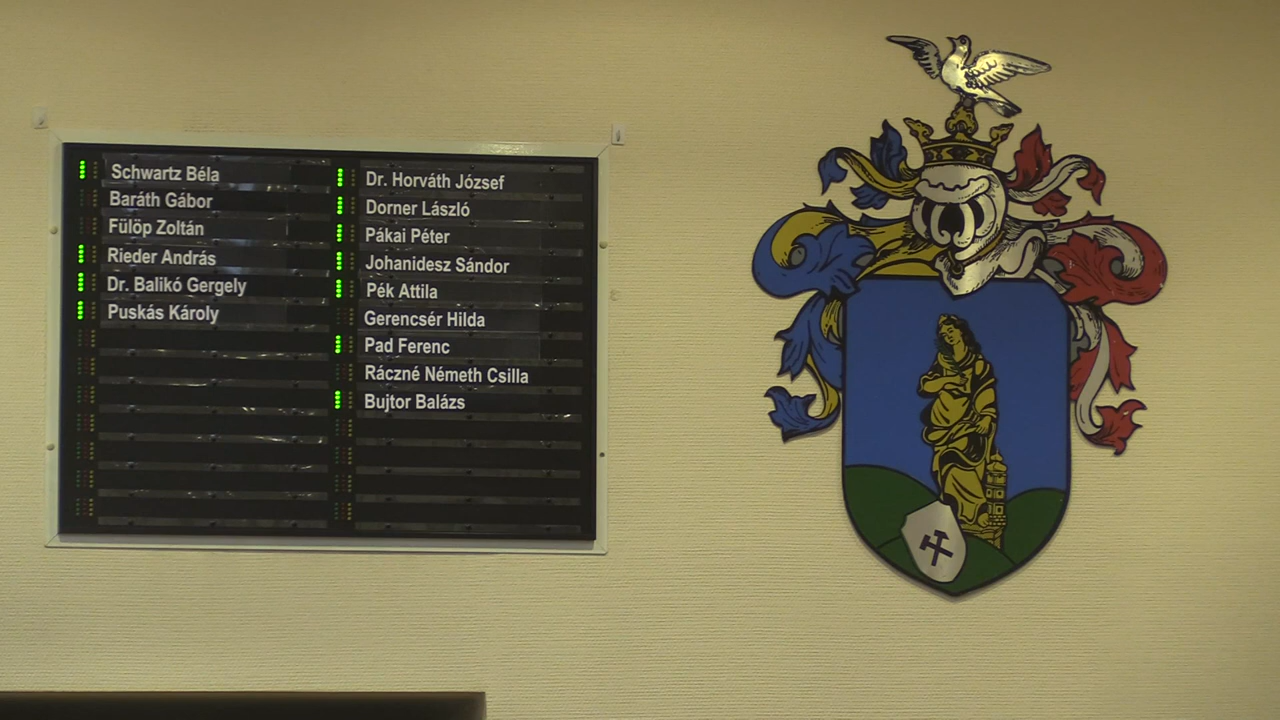 Schwartz Béla
Baráth Gábor
Fülöp Zoltán
Rieder András
Dr. Balikó Gergely
Puskás Károly
Dr. Horváth József
Dorner László
Pákai Péter
Johanidesz Sándor
Pék Attila
Gerencsér Hilda
Pad Ferenc
Ráczné Németh Csilla
Bujtor Balázs